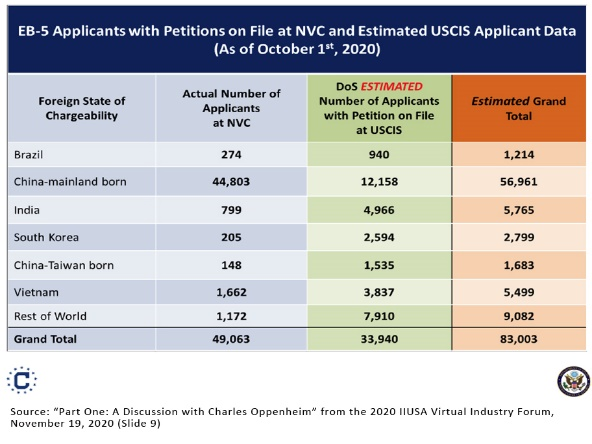 EB-5 Applicants with Petitions on File at NVC and Estimated USCIS Applicant Data
(As of October 1st, 2020)
Foreign State of Chargeability Actual Number of Applicants at NVC DoS ESTIMATED Number of Applicants with Petition on File at USCIS Estimated Grand Total
Brazil 274 940 1,214
China-mainland born 44,803 12,158 56,961
India 799 4,966 5,765
South Korea 205 2,594 2,799
China-Taiwan born 148 1,535 1,683
Vietnam 1,662 3,837 5,499
Rest of World 1,172 7,910 9,082
Grand Total 49,063 33,940 83,003
C
Source: "Part One: A Discussion with Charles Oppenheim" from the 2020 IIUSA Virtual Industry Forum,
November 19, 2020 (Slide 9)